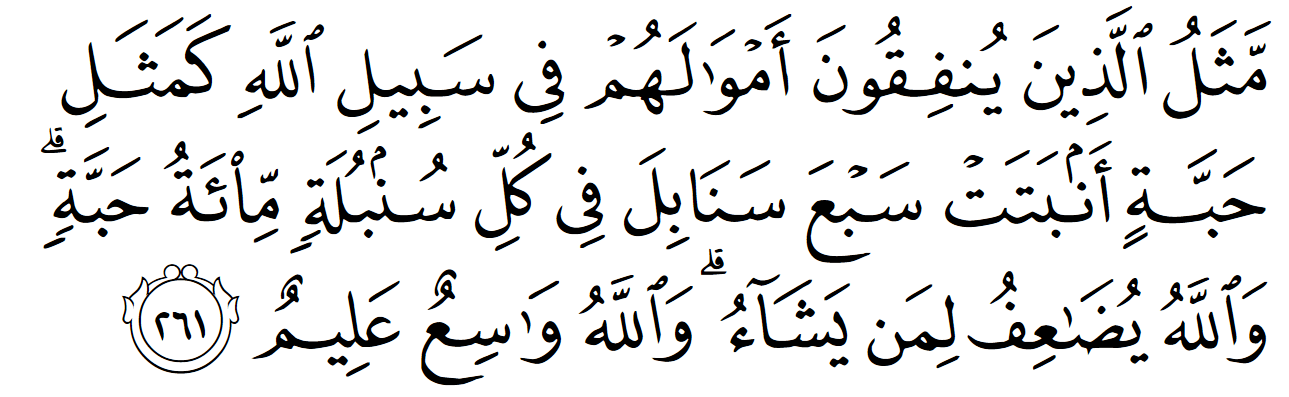 مَّثَلُ ٱلَّذِينَ يُنفِقُونَ أَمۡوَٰلَهُمۡ فِي سَبِيلِ ٱللَّهِ كَمَثَلِ
حَبَّةٍ أَنۢبَتَتۡ سَبۡعَ سَنَابِلَ فِي كُلِّ سُنۢبُلَةٖ مِّاْئَةُ حَبَّةٖۗ
وَٱللَّهُ يُضَٰعِفُ لِمَن يَشَآءُۗ وَٱللَّهُ وَٰسِعٌ عَلِيمٌ ٢٦١